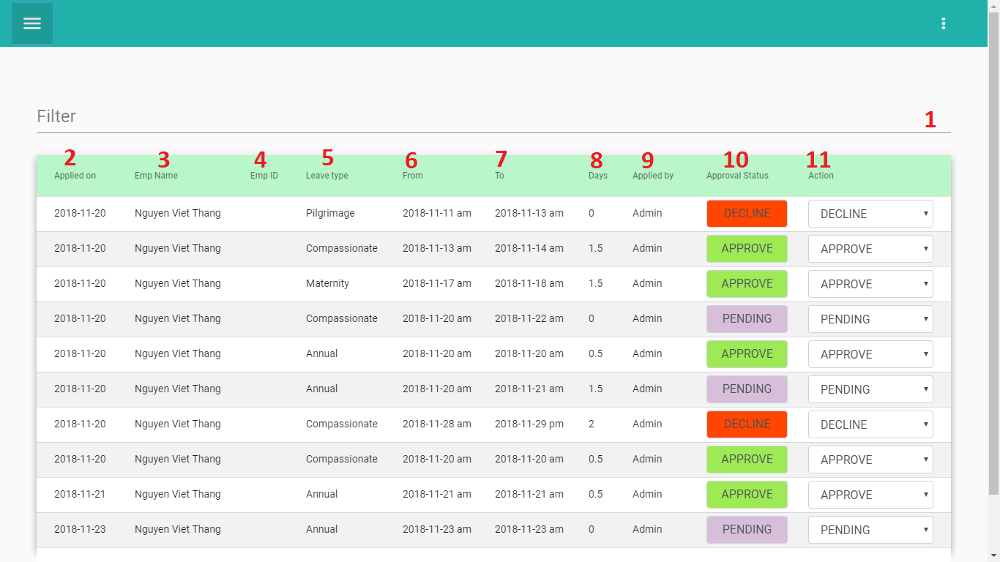 Filter 1
2 3 4 5 6 7 8 9 10 11
Applied on Emp Name Emp ID Leave type From To Days Applied by Approval Status Action
2018-11-20 Nguyen Viet Thang Pilgrimage 2018-11-11 am 2018-11-13 am 0 Admin DECLINE DECLINE
2018-11-20 Nguyen Viet Thang Compassionate 2018-11-13 am 2018-11-14 am 1.5 Admin APPROVE APPROVE
2018-11-20 Nguyen Viet Thang Maternity 2018-11-17 am 2018-11-18 am 1.5 Admin APPROVE APPROVE
2018-11-20 Nguyen Viet Thang Compassionate 2018-11-20 am 2018-11-22 am 0 Admin PENDING PENDING
2018-11-20 Nguyen Viet Thang Annual 2018-11-20 am 2018-11-20 am 0.5 Admin APPROVE APPROVE
2018-11-20 Nguyen Viet Thang Annual 2018-11-20 am 2018-11-21 am 1.5 Admin PENDING PENDING
2018-11-20 Nguyen Viet Thang Compassionate 2018-11-28 am 2018-11-29 pm 2 Admin DECLINE DECLINE
2018-11-20 Nguyen Viet Thang Compassionate 2018-11-20 am 2018-11-20 am 0.5 Admin APPROVE APPROVE
2018-11-21 Nguyen Viet Thang Annual 2018-11-21 am 2018-11-21 am 0.5 Admin APPROVE APPROVE
2018-11-23 Nguyen Viet Thang Annual 2018-11-23 am 2018-11-23 am 0 Admin PENDING PENDING